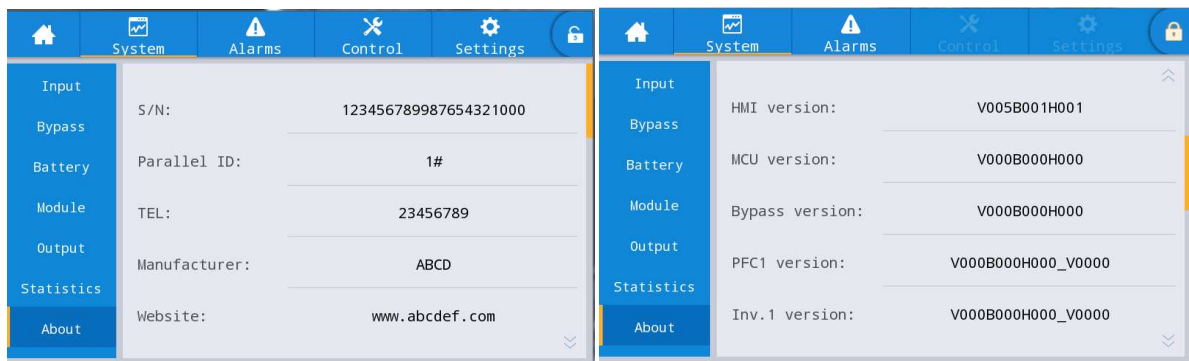 System Alarms Control Settings
Input
Bypass
Battery
Module
Output
Statistics
About
S/N: 123456789987654321000
Parallel ID: 1#
TEL: 23456789
Manufacturer: ABCD
Website: www.abcdef.com
System Alarms Control Settings
Input
Bypass
Battery
Module
Output
Statistics
About
HMI version: V005B001H001
MCU version: V000B000H000
Bypass version: V000B000H000
PFC1 version: V000B000H000_V0000
Inv.1 version: V000B000H000_V0000